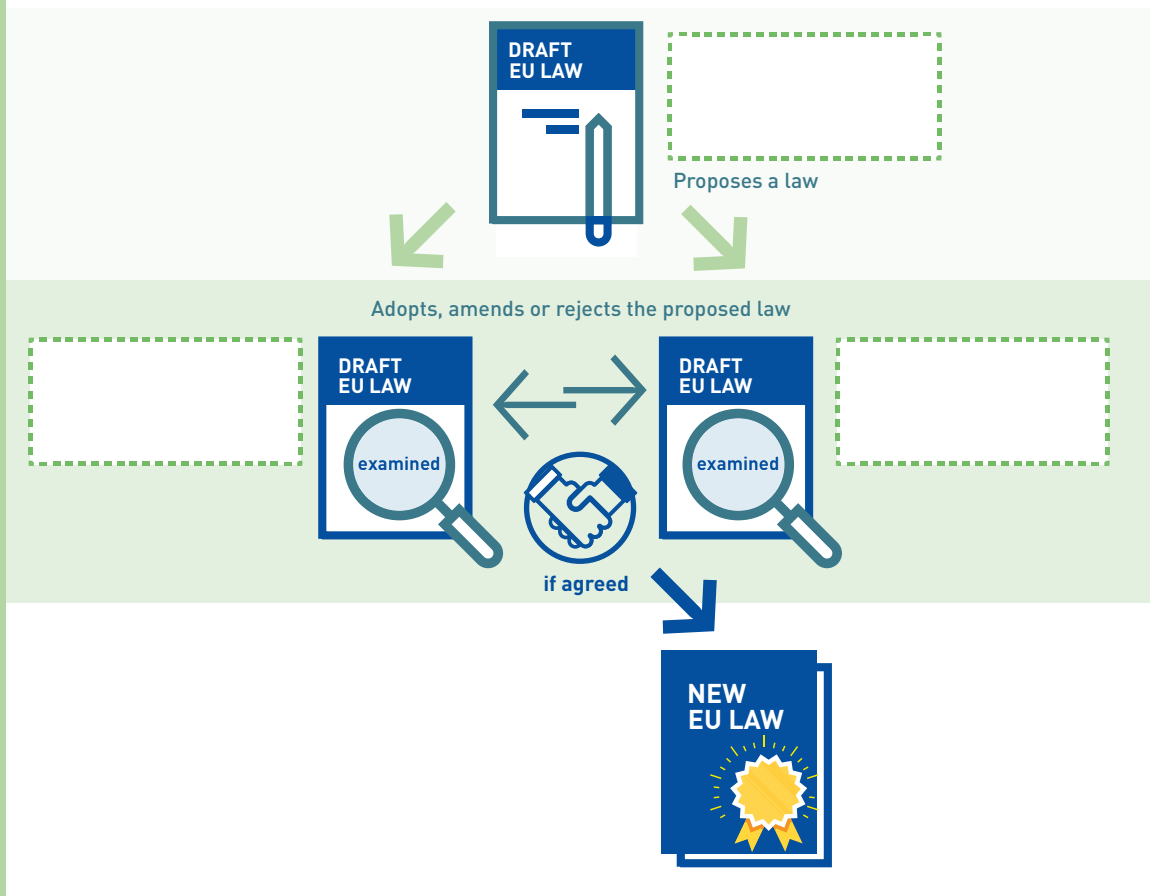 DRAFT
EU LAW
Proposes a law
Adopts, amends or rejects the proposed law
DRAFT
EU LAW
examined
DRAFT
EU LAW
examined
if agreed
NEW
EU LAW